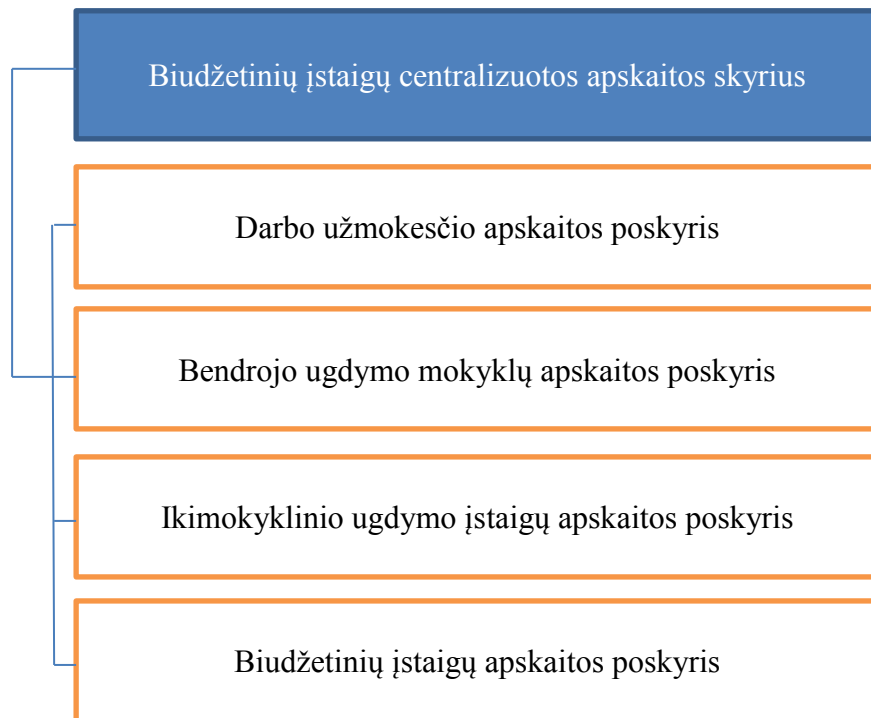 Biudžetinių įstaigų centralizuotos apskaitos skyrius
Darbo užmokesčio apskaitos poskyris
Bendrojo ugdymo mokyklų apskaitos poskyris
Ikimokyklinio ugdymo įstaigų apskaitos poskyris
Biudžetinių įstaigų apskaitos poskyris